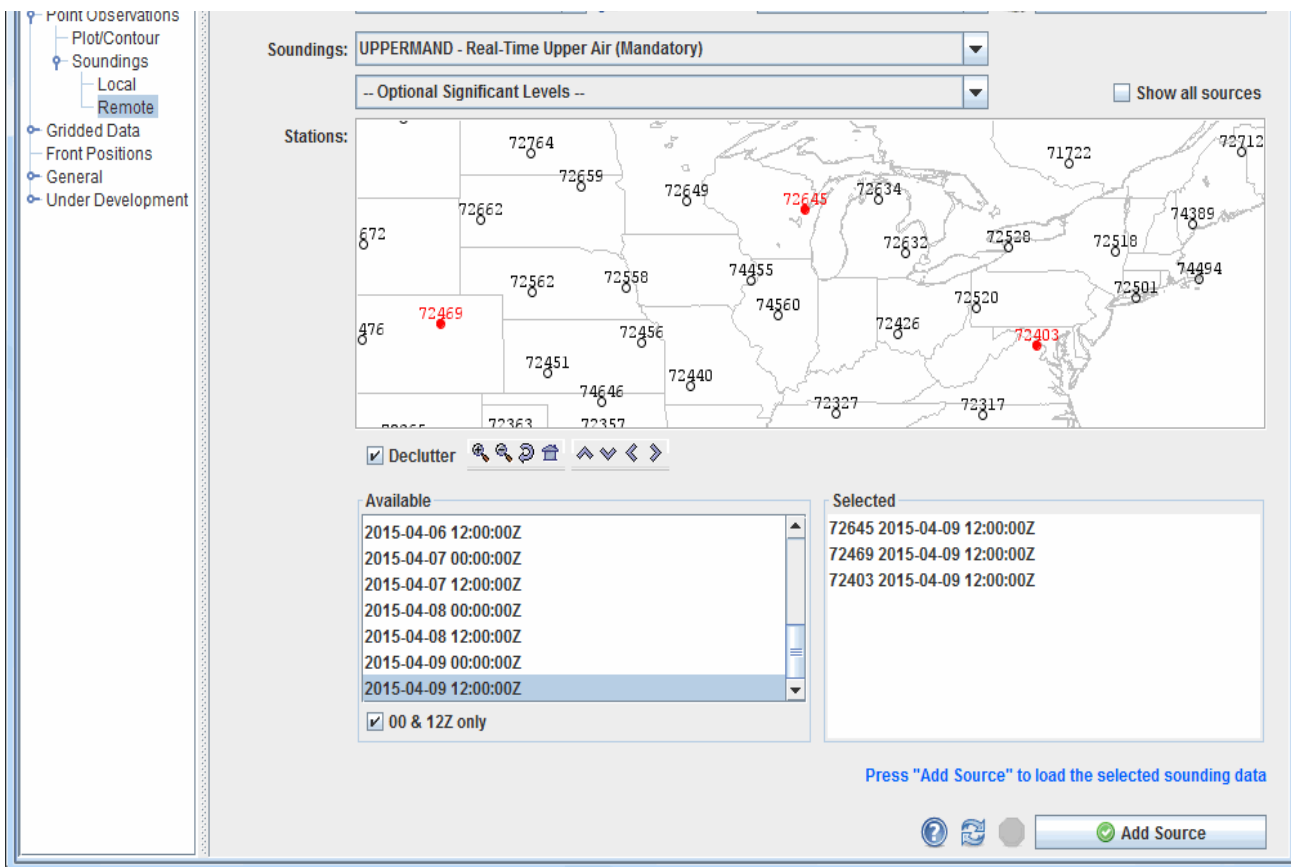 Point Observations
Plot/Contour
Soundings
Local
Remote
Gridded Data
Front Positions
General
Under Development
Soundings: UPPERMAND - Real-Time Upper Air (Mandatory)
-- Optional Significant Levels --
Show all sources
Stations:
72764
71722
72712
72659
72649
72645
72634
72662
74389
672
72632
72528
72518
72562
72558
74455
74494
72501
74560
72520
72469
476
72456
72426
72403
72451
72440
74646
72327
72317
72363
72357
Declutter
Available
2015-04-06 12:00:00Z
2015-04-07 00:00:00Z
2015-04-07 12:00:00Z
2015-04-08 00:00:00Z
2015-04-08 12:00:00Z
2015-04-09 00:00:00Z
2015-04-09 12:00:00Z
00 & 12Z only
Selected
72645 2015-04-09 12:00:00Z
72469 2015-04-09 12:00:00Z
72403 2015-04-09 12:00:00Z
Press "Add Source" to load the selected sounding data
Add Source